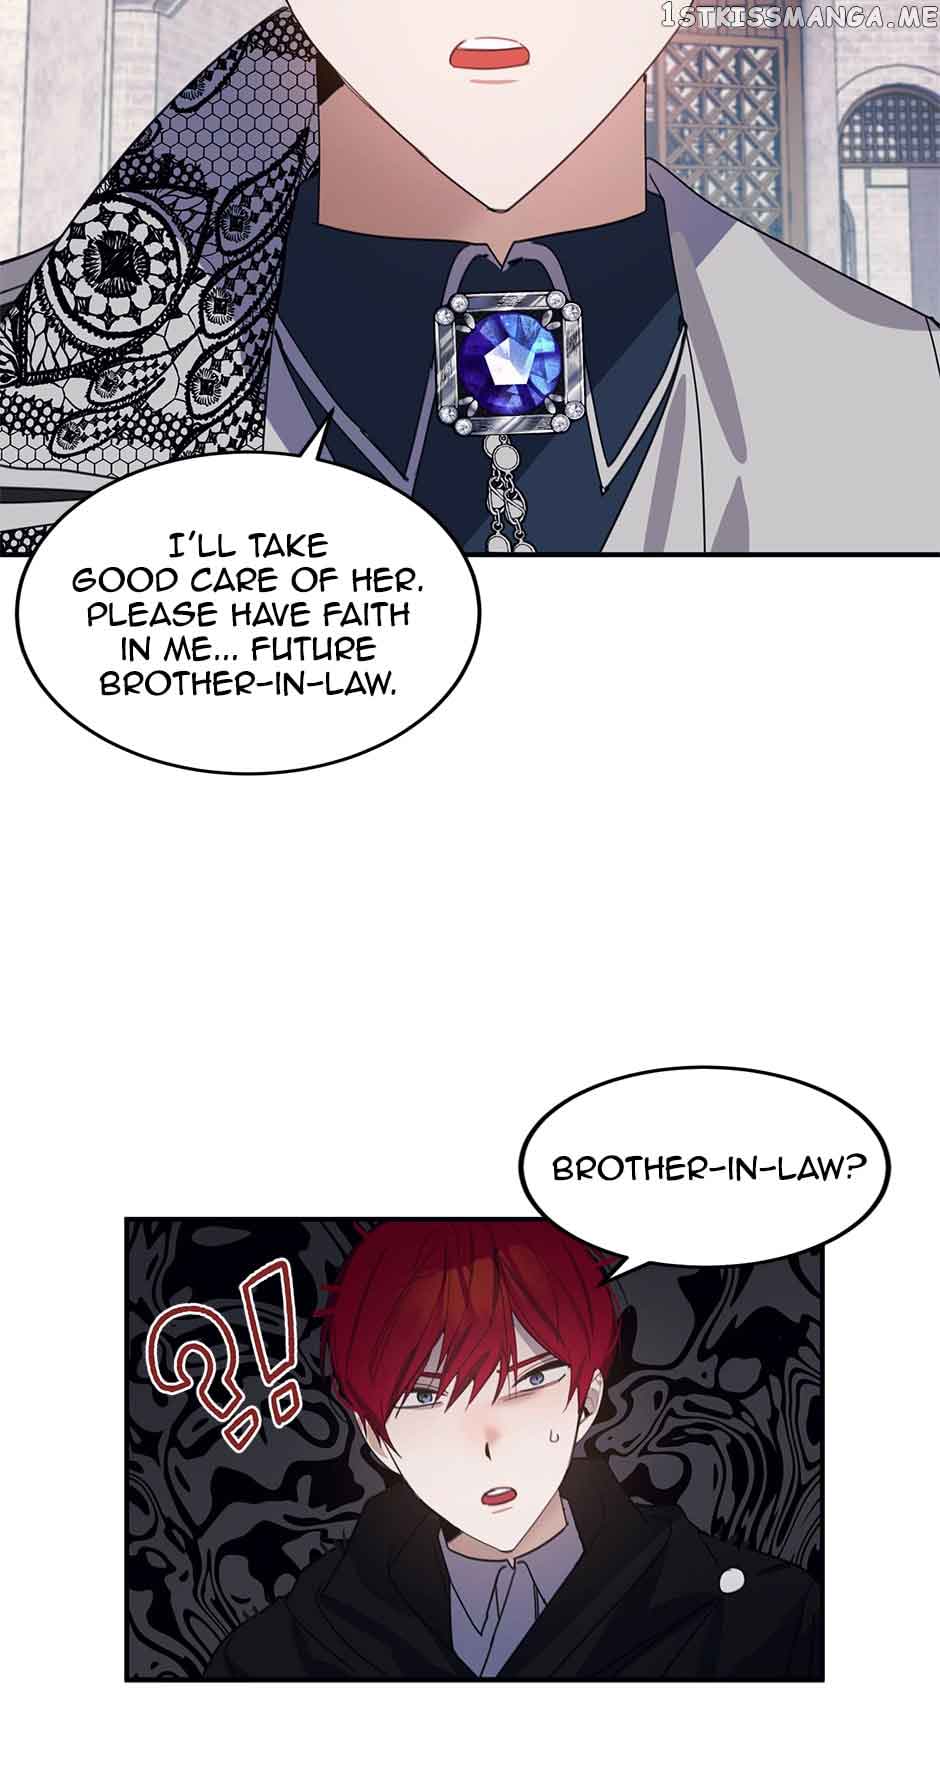 1STKISSMANGA.ME
I'LL TAKE
GOOD CARE OF HER.
PLEASE HAVE FAITH
IN ME... FUTURE
BROTHER-IN-LAW.
BROTHER-IN-LAW?
?!